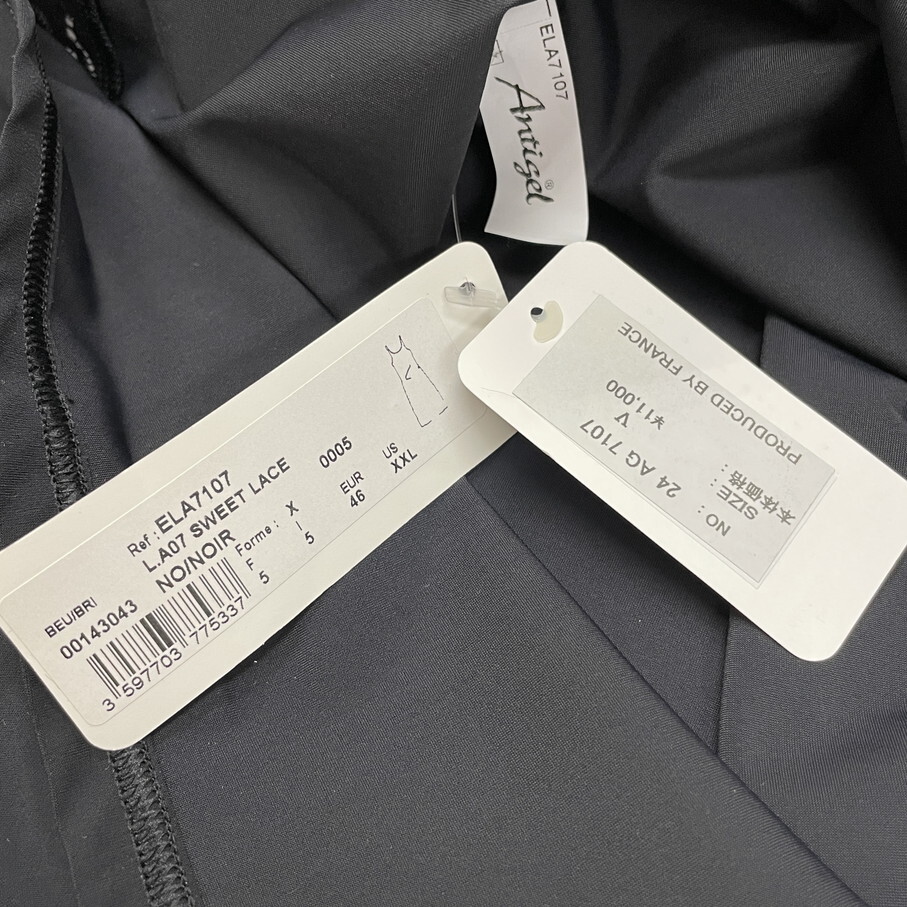 ELA7107
Antigel®
Ref : ELA7107
L.A07 SWEET LACE
NO/NOIR
0005
Forme : X
F I
5 5
EUR
46
US
XXL
BEU/BRI
00143043
3 597703 775337
NO : 24 AG 7107
SIZE : V
本体価格 : ¥11,000
PRODUCED BY FRANCE